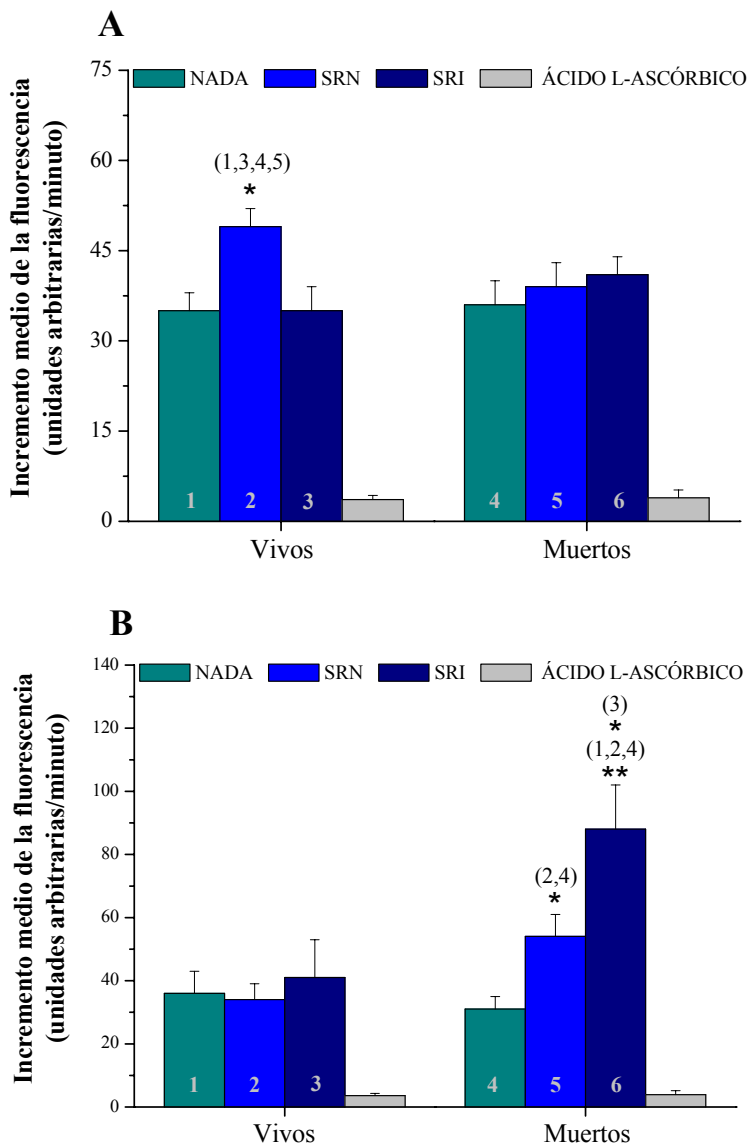 A
Incremento medio de la fluorescencia
(unidades arbitrarias/minuto)
75
60
45
30
15
0
NADA SRN SRI ÁCIDO L-ASCÓRBICO
(1,3,4,5)
*
1 2 3 4 5 6
Vivos Muertos
B
Incremento medio de la fluorescencia
(unidades arbitrarias/minuto)
140
120
100
80
60
40
20
0
NADA SRN SRI ÁCIDO L-ASCÓRBICO
(3)
*
(1,2,4)
**
(2,4)
*
1 2 3 4 5 6
Vivos Muertos